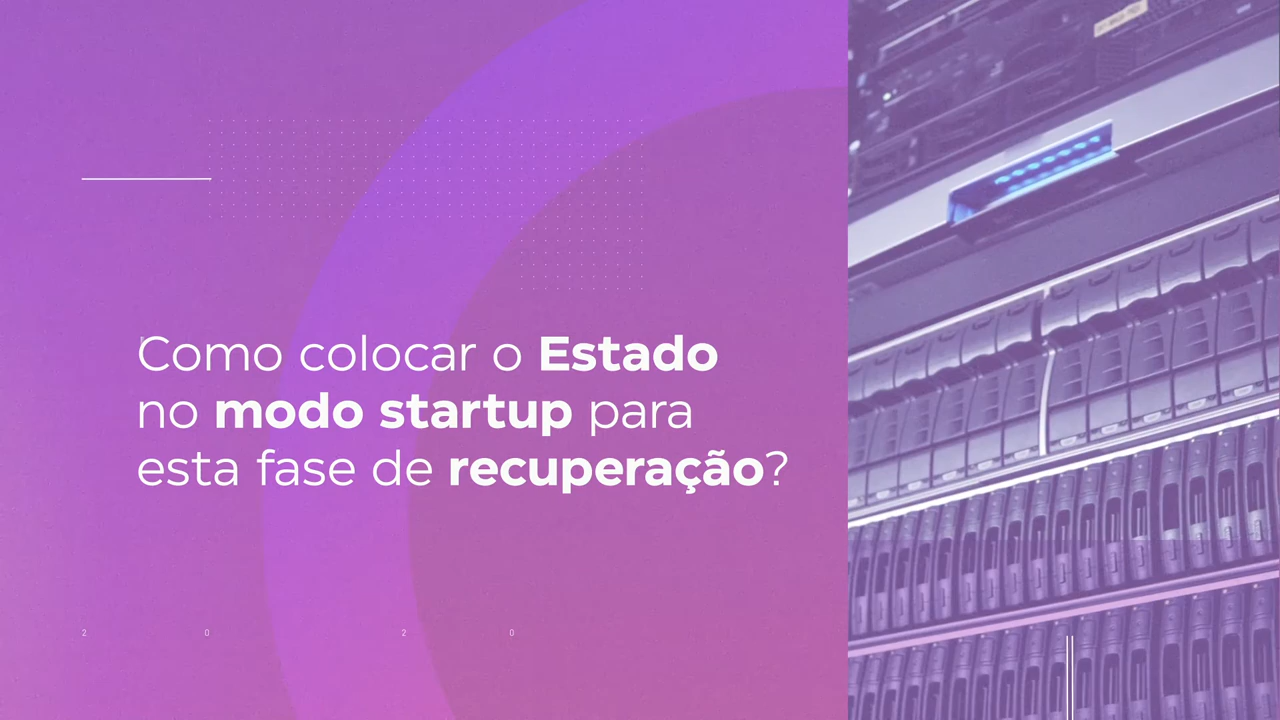 Como colocar o Estado
no modo startup para
esta fase de recuperação?
2 0 2 0